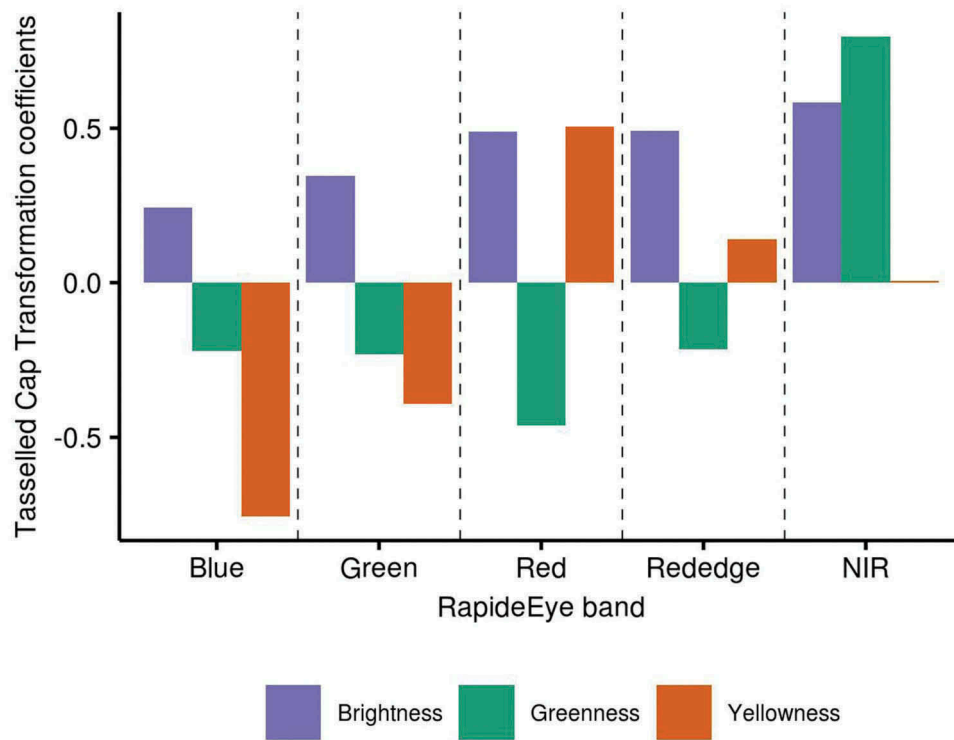 Tasselled Cap Transformation coefficients
0.5
0.0
-0.5
Blue Green Red Rededge NIR
RapideEye band
Brightness Greenness Yellowness